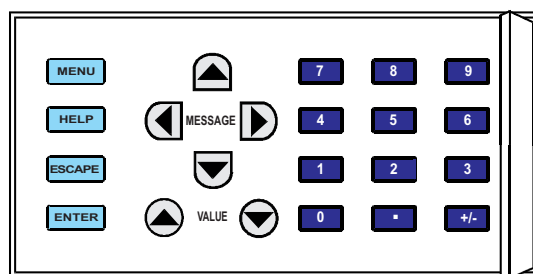 MENU 7 8 9
HELP MESSAGE 4 5 6
ESCAPE 1 2 3
ENTER VALUE 0 . +/-